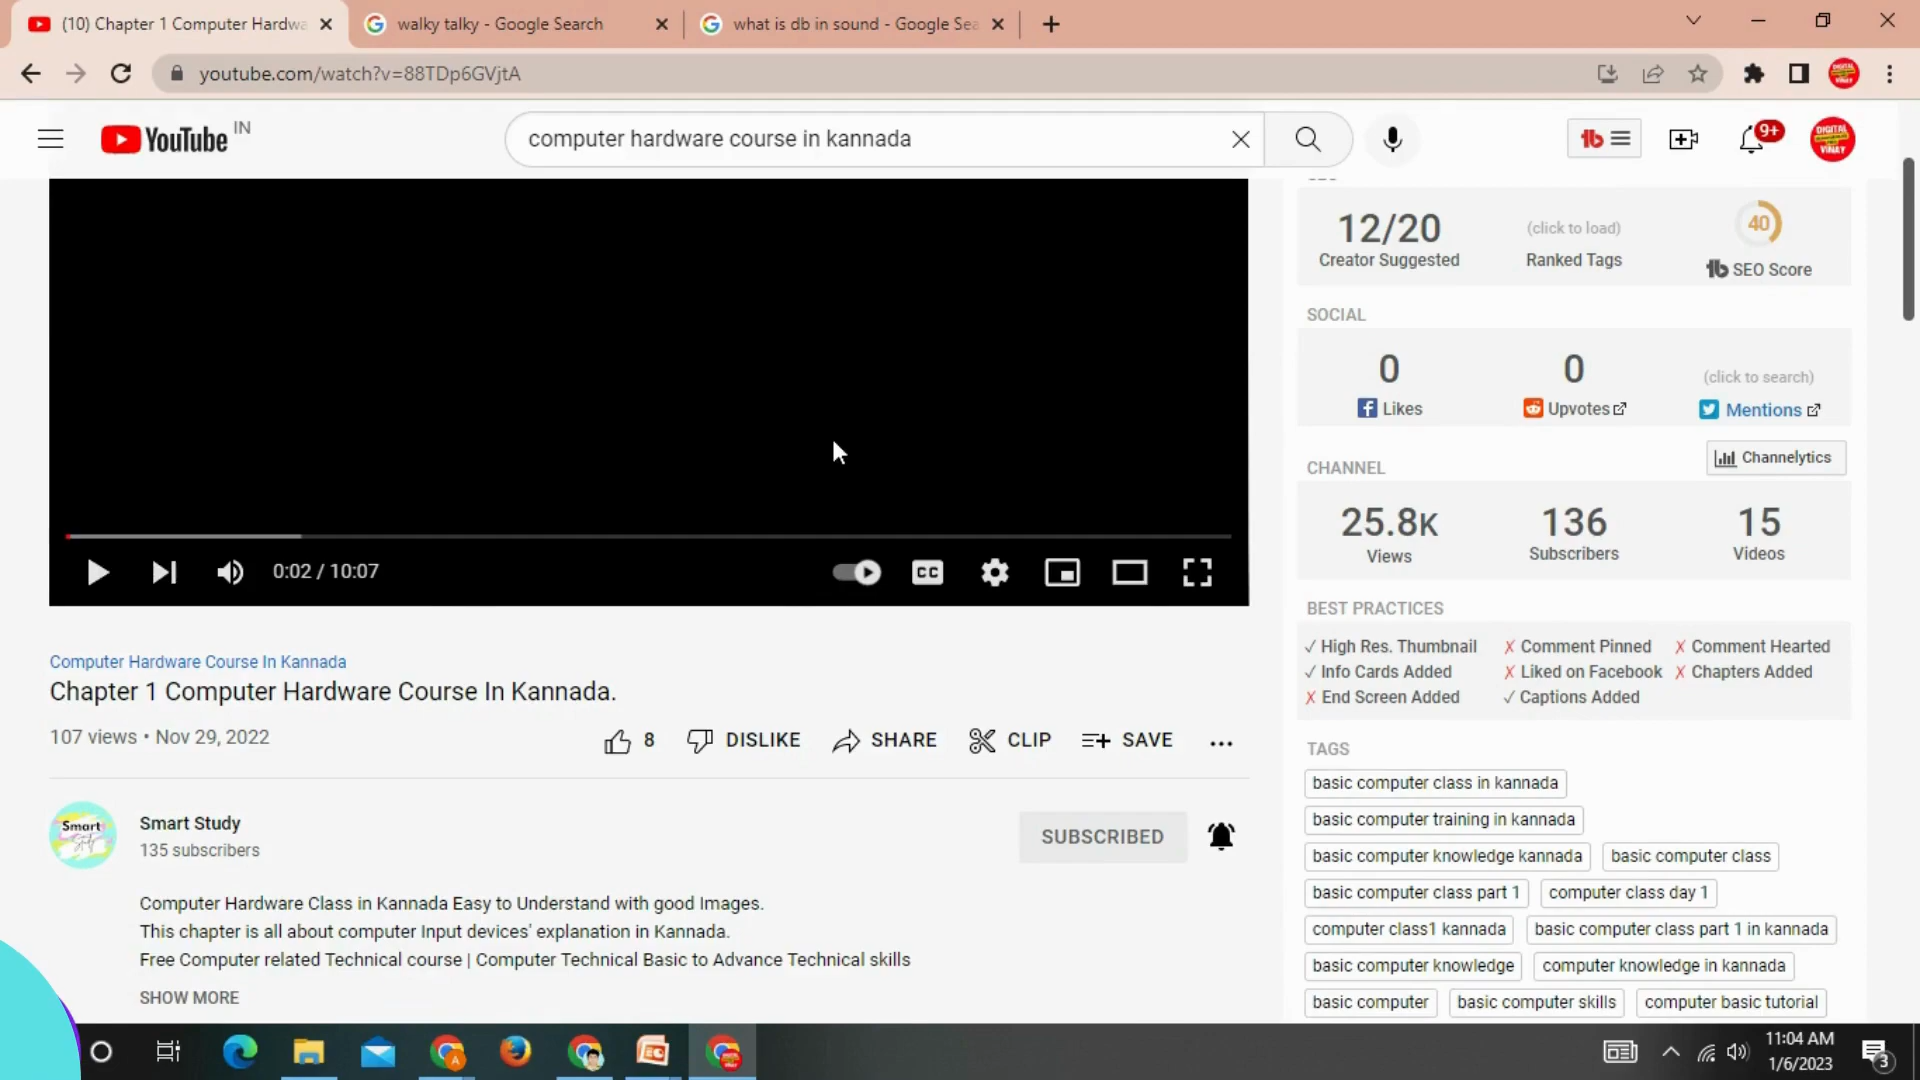 (10) Chapter 1 Computer Hardwa
walky talky - Google Search
what is db in sound - Google Sea
youtube.com/watch?v=88TDp6GVjtA
YouTube IN
computer hardware course in kannada
9+
DIGITAL
VINAY
12/20
Creator Suggested
(click to load)
Ranked Tags
40
SEO Score
SOCIAL
0
Likes
0
Upvotes
(click to search)
Mentions
CHANNEL
Channelytics
25.8K
Views
136
Subscribers
15
Videos
BEST PRACTICES
✓ High Res. Thumbnail ✗ Comment Pinned ✗ Comment Hearted
✓ Info Cards Added ✗ Liked on Facebook ✗ Chapters Added
✗ End Screen Added ✓ Captions Added
TAGS
basic computer class in kannada
basic computer training in kannada
basic computer knowledge kannada basic computer class
basic computer class part 1 computer class day 1
computer class1 kannada basic computer class part 1 in kannada
basic computer knowledge computer knowledge in kannada
basic computer basic computer skills computer basic tutorial
0:02 / 10:07
CC
Computer Hardware Course In Kannada
Chapter 1 Computer Hardware Course In Kannada.
107 views • Nov 29, 2022
8 DISLIKE SHARE CLIP SAVE
Smart Study
Smart Study
135 subscribers
SUBSCRIBED
Computer Hardware Class in Kannada Easy to Understand with good Images.
This chapter is all about computer Input devices' explanation in Kannada.
Free Computer related Technical course | Computer Technical Basic to Advance Technical skills
SHOW MORE
11:04 AM
1/6/2023
3